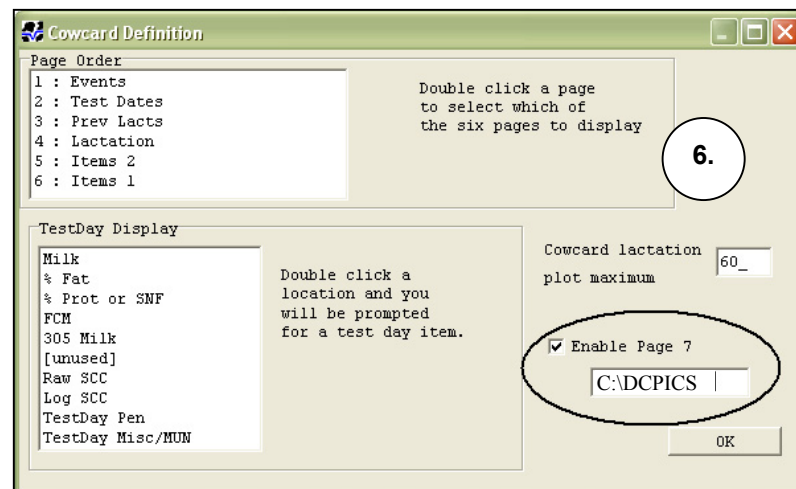 Cowcard Definition
Page Order
1 : Events
2 : Test Dates
3 : Prev Lacts
4 : Lactation
5 : Items 2
6 : Items 1
Double click a page
to select which of
the six pages to display
6.
TestDay Display
Milk
% Fat
% Prot or SNF
FCM
305 Milk
[unused]
Raw SCC
Log SCC
TestDay Pen
TestDay Misc/MUN
Double click a
location and you
will be prompted
for a test day item.
Cowcard lactation
plot maximum
60_
Enable Page 7
C:\DCPICS
OK